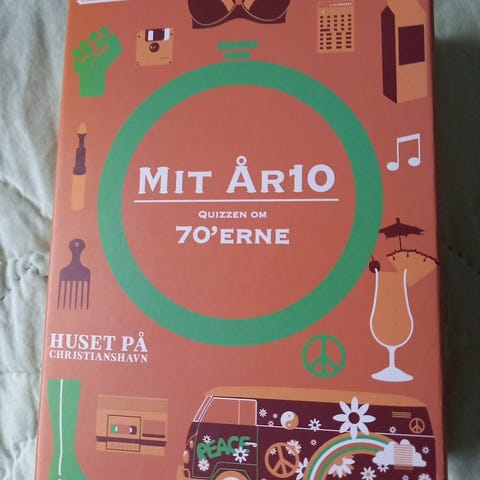 MIT ÅR10
QUIZZEN OM
70'ERNE
HUSET PÅ
CHRISTIANSHAVN
PEACE